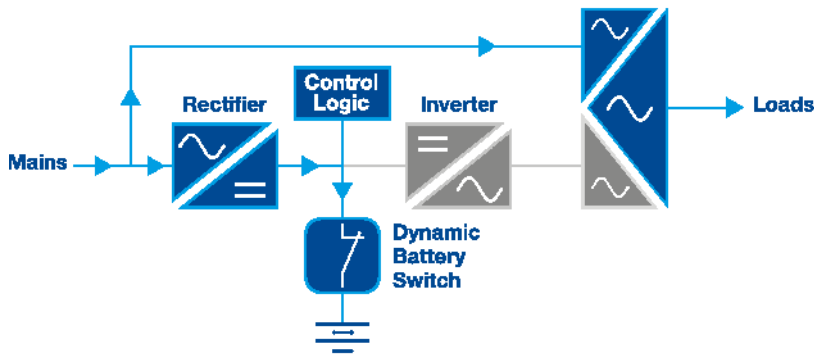 Control
Logic
Rectifier
Inverter
Mains
Loads
Dynamic
Battery
Switch